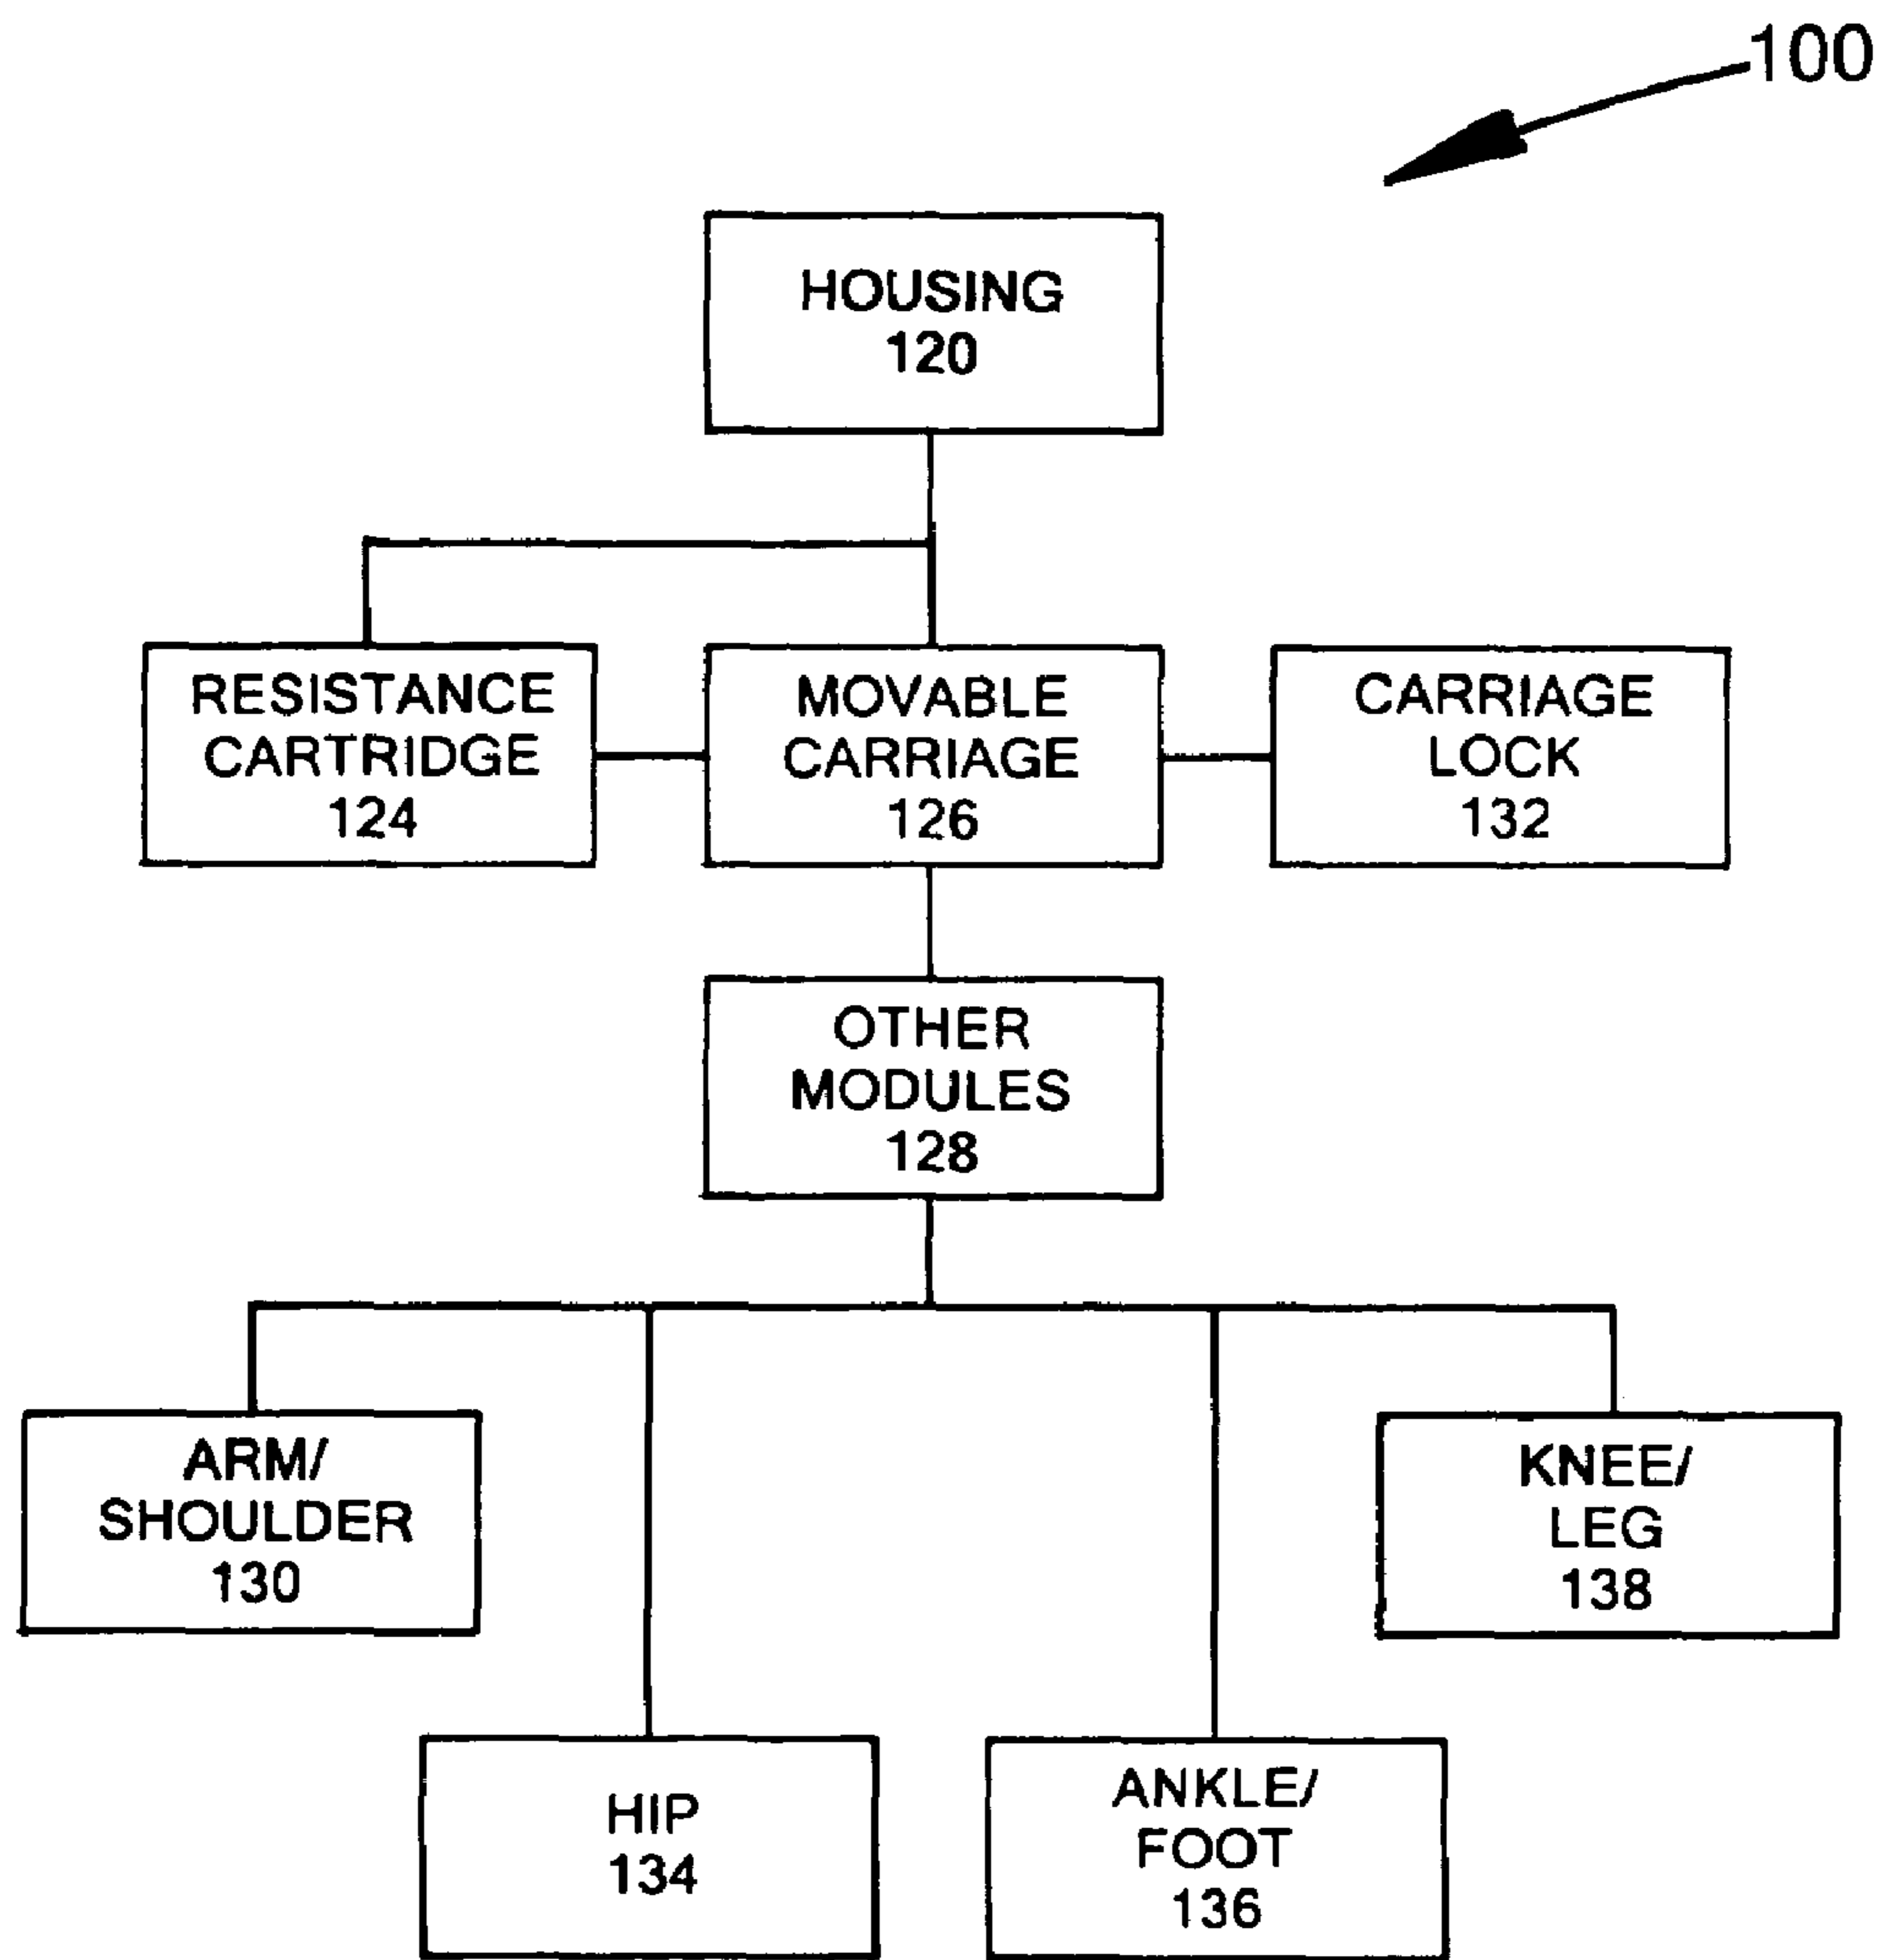 100
HOUSING
120
RESISTANCE
CARTRIDGE
124
MOVABLE
CARRIAGE
126
CARRIAGE
LOCK
132
OTHER
MODULES
128
ARM/
SHOULDER
130
KNEE/
LEG
138
HIP
134
ANKLE/
FOOT
136